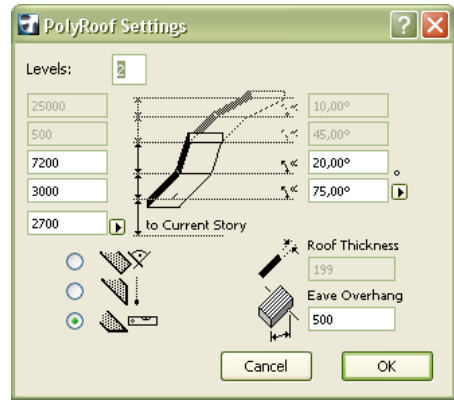 PolyRoof Settings
Levels: 2
25000 10,00°
500 45,00°
7200 20,00° °
3000 75,00°
2700 to Current Story
Roof Thickness
199
Eave Overhang
500
Cancel OK